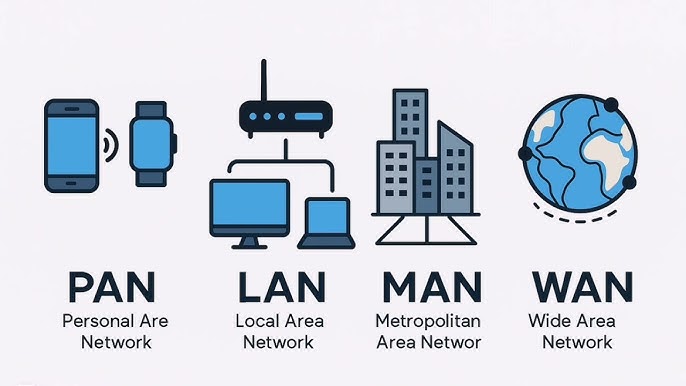 PAN
Personal Are
Network
LAN
Local Area
Network
MAN
Metropolitan
Area Networ
WAN
Wide Area
Network